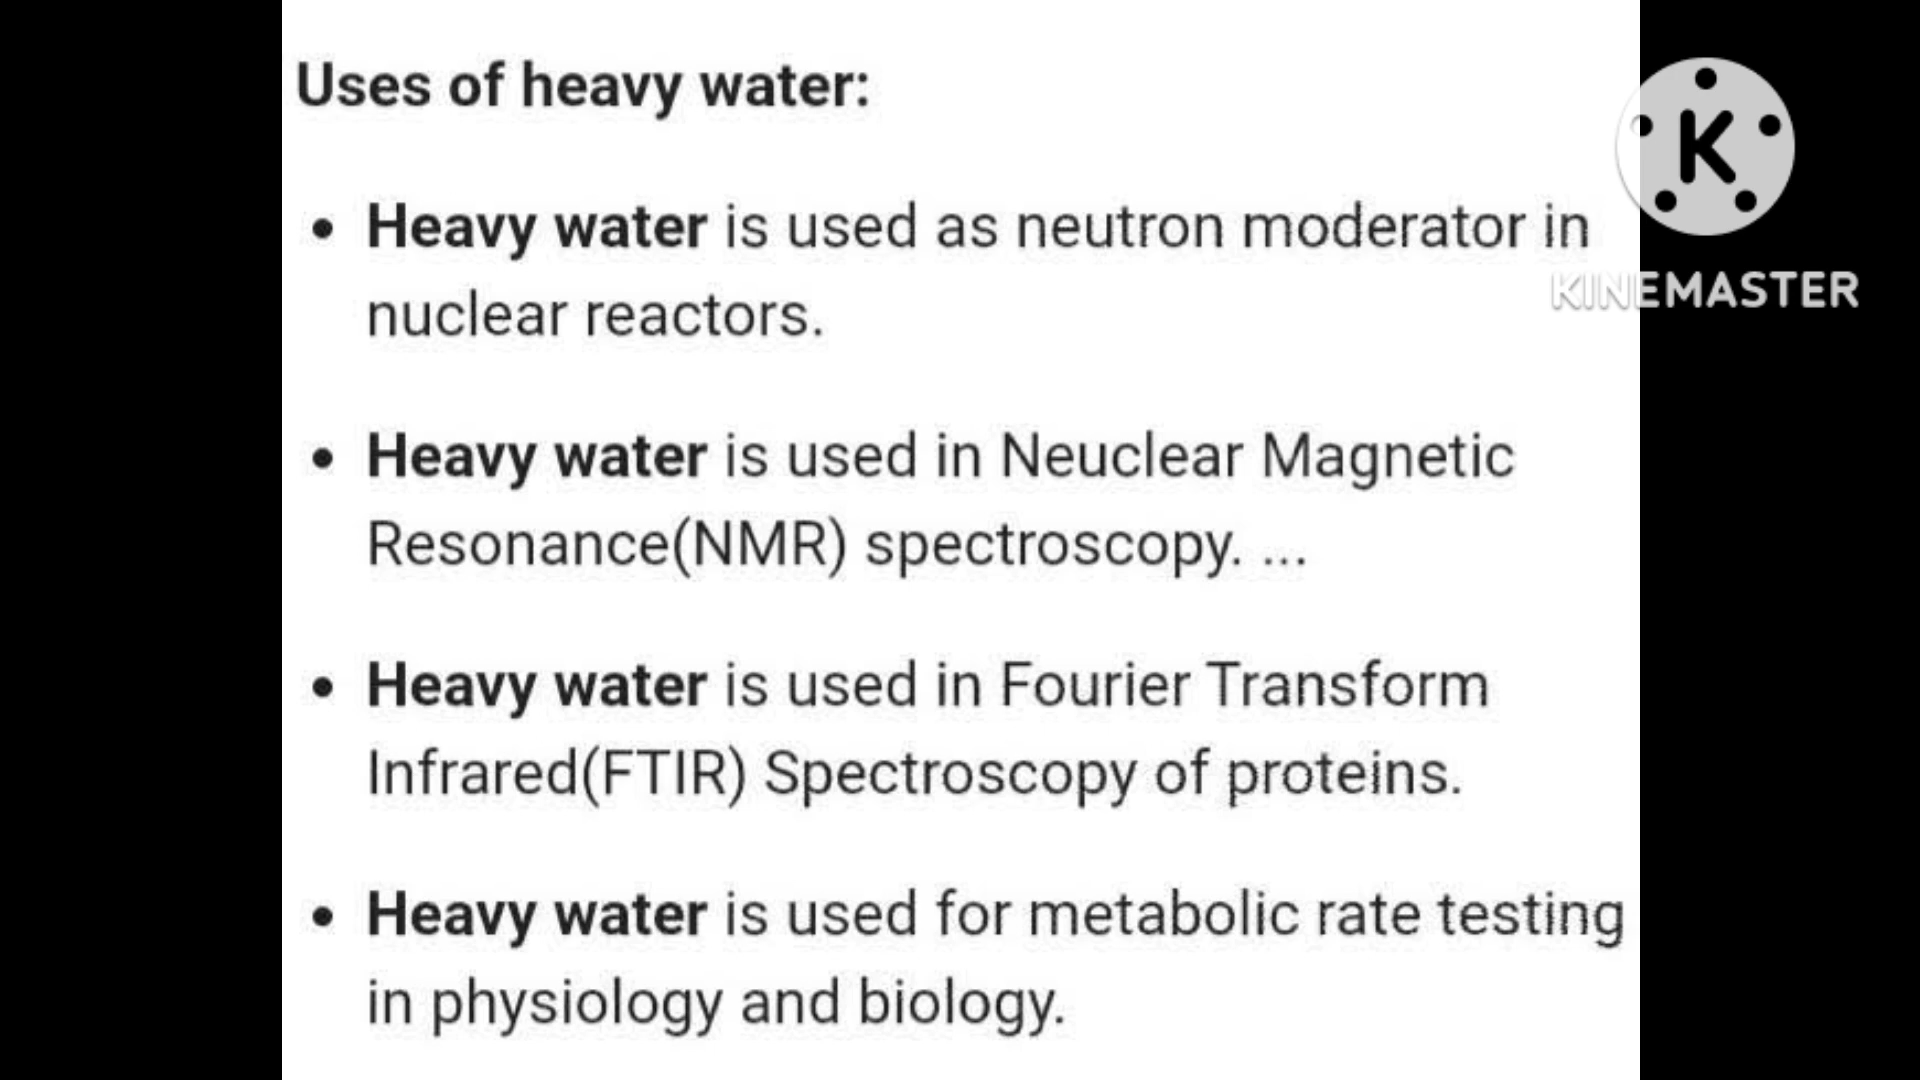 Uses of heavy water:
• Heavy water is used as neutron moderator in
nuclear reactors.
• Heavy water is used in Neuclear Magnetic
Resonance(NMR) spectroscopy. ...
• Heavy water is used in Fourier Transform
Infrared(FTIR) Spectroscopy of proteins.
• Heavy water is used for metabolic rate testing
in physiology and biology.
K
KINEMASTER